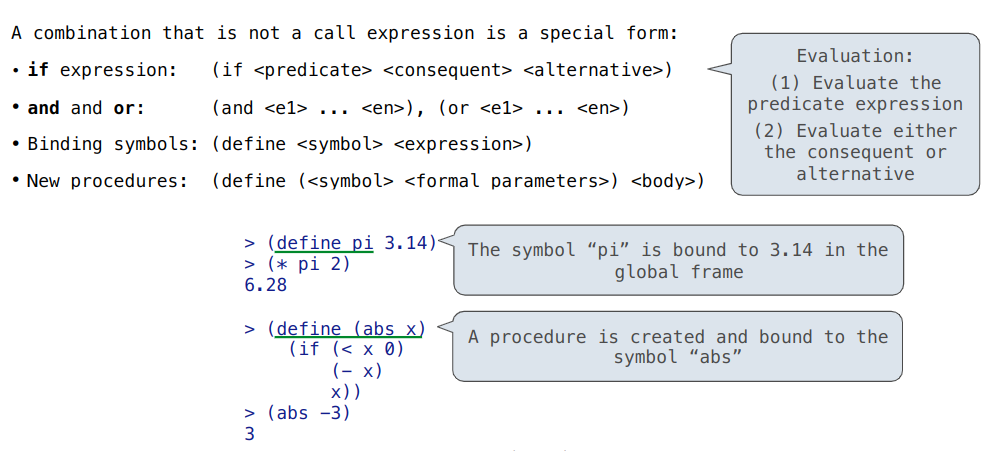 A combination that is not a call expression is a special form:
• if expression: (if <predicate> <consequent> <alternative>)
• and and or: (and <e1> ... <en>), (or <e1> ... <en>)
• Binding symbols: (define <symbol> <expression>)
• New procedures: (define (<symbol> <formal parameters>) <body>)
Evaluation:
(1) Evaluate the
predicate expression
(2) Evaluate either
the consequent or
alternative
> (define pi 3.14)
> (* pi 2)
6.28
The symbol “pi” is bound to 3.14 in the
global frame
> (define (abs x)
(if (< x 0)
(- x)
x))
> (abs -3)
3
A procedure is created and bound to the
symbol “abs”